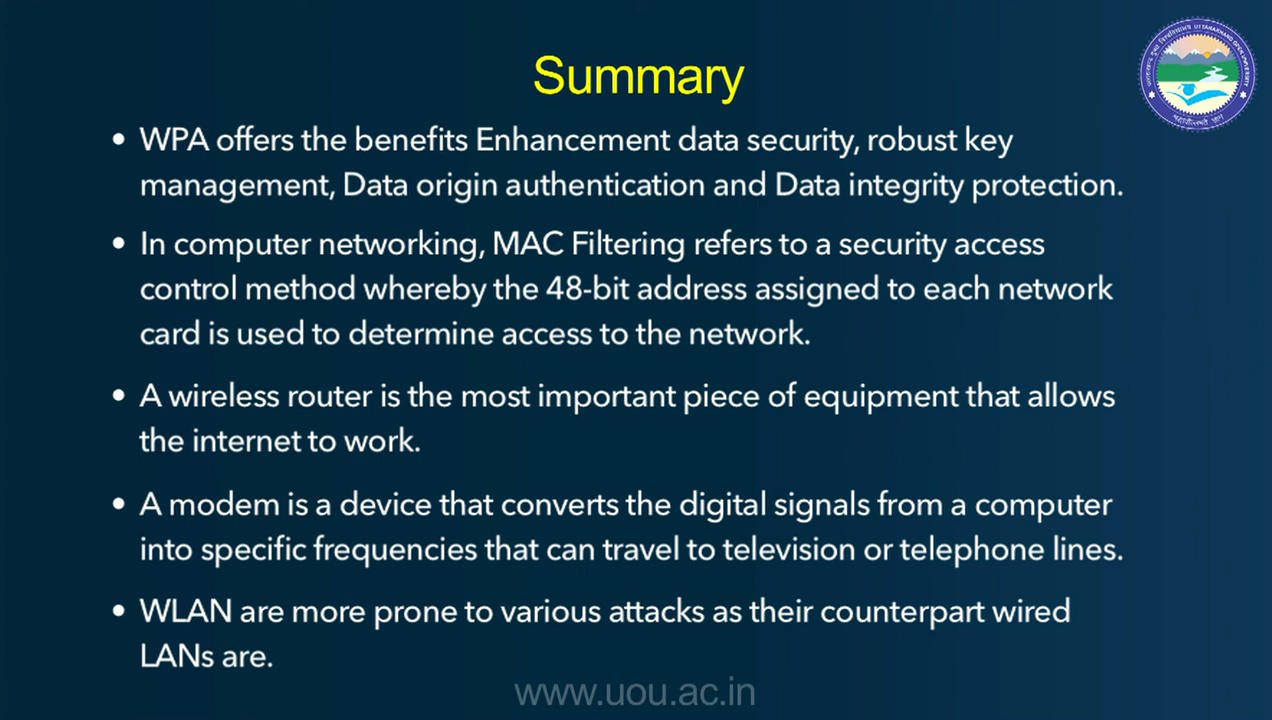 Summary
• WPA offers the benefits Enhancement data security, robust key
management, Data origin authentication and Data integrity protection.
• In computer networking, MAC Filtering refers to a security access
control method whereby the 48-bit address assigned to each network
card is used to determine access to the network.
• A wireless router is the most important piece of equipment that allows
the internet to work.
• A modem is a device that converts the digital signals from a computer
into specific frequencies that can travel to television or telephone lines.
• WLAN are more prone to various attacks as their counterpart wired
LANs are.
www.uou.ac.in
UTTARAKHAND OPEN UNIVERSITY